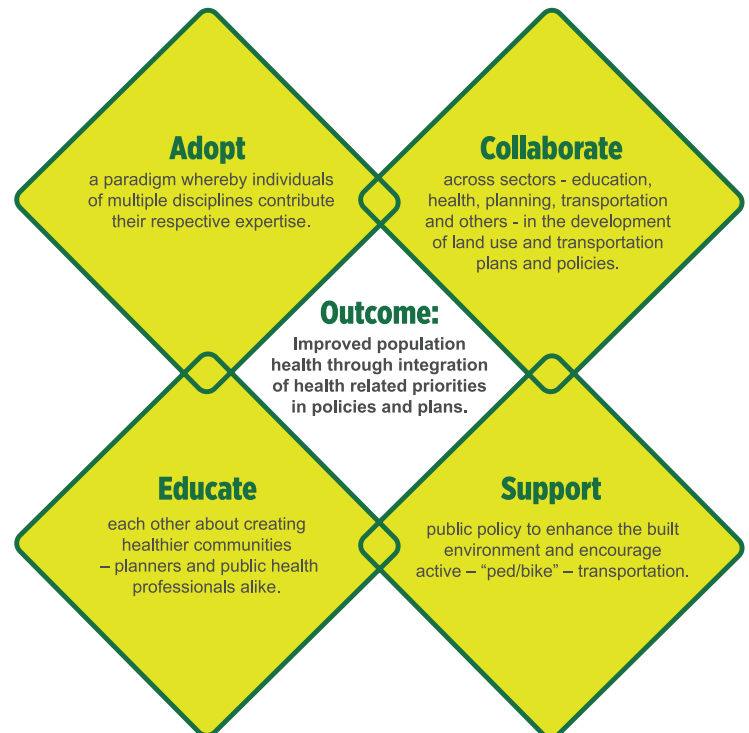 Adopt
a paradigm whereby individuals
of multiple disciplines contribute
their respective expertise.
Collaborate
across sectors - education,
health, planning, transportation
and others - in the development
of land use and transportation
plans and policies.
Outcome:
Improved population
health through integration
of health related priorities
in policies and plans.
Educate
each other about creating
healthier communities
– planners and public health
professionals alike.
Support
public policy to enhance the built
environment and encourage
active – “ped/bike” – transportation.